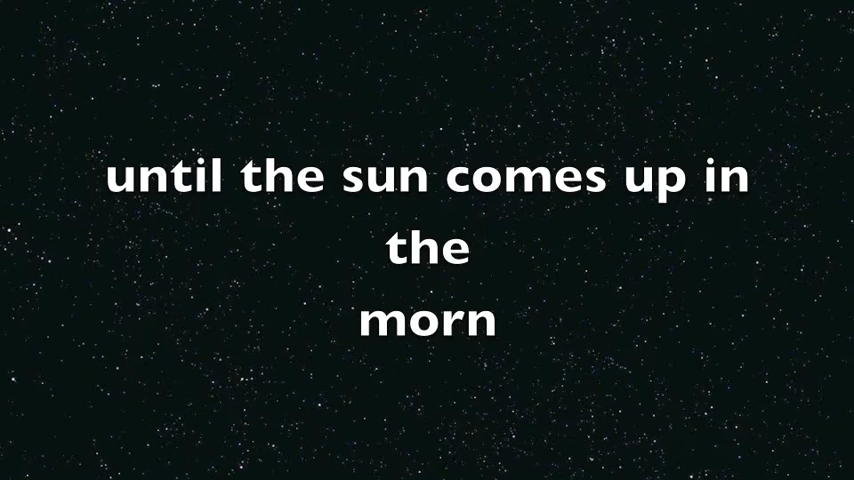 until the sun comes up in
the
morn